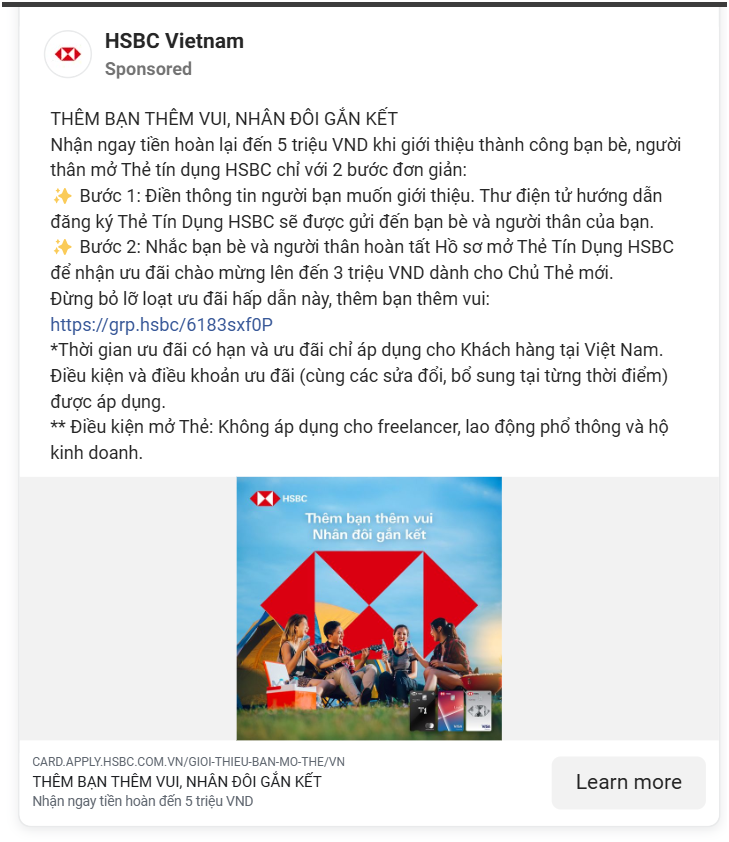 HSBC Vietnam
Sponsored
THÊM BẠN THÊM VUI, NHÂN ĐÔI GẮN KẾT
Nhận ngay tiền hoàn lại đến 5 triệu VND khi giới thiệu thành công bạn bè, người
thân mở Thẻ tín dụng HSBC chỉ với 2 bước đơn giản:
✨ Bước 1: Điền thông tin người bạn muốn giới thiệu. Thư điện tử hướng dẫn
đăng ký Thẻ Tín Dụng HSBC sẽ được gửi đến bạn bè và người thân của bạn.
✨ Bước 2: Nhắc bạn bè và người thân hoàn tất Hồ sơ mở Thẻ Tín Dụng HSBC
để nhận ưu đãi chào mừng lên đến 3 triệu VND dành cho Chủ Thẻ mới.
Đừng bỏ lỡ loạt ưu đãi hấp dẫn này, thêm bạn thêm vui:
https://grp.hsbc/6183sxf0P
*Thời gian ưu đãi có hạn và ưu đãi chỉ áp dụng cho Khách hàng tại Việt Nam.
Điều kiện và điều khoản ưu đãi (cùng các sửa đổi, bổ sung tại từng thời điểm)
được áp dụng.
** Điều kiện mở Thẻ: Không áp dụng cho freelancer, lao động phổ thông và hộ
kinh doanh.
HSBC
Thêm bạn thêm vui
Nhân đôi gắn kết
CARD.APPLY.HSBC.COM.VN/GIOI-THIEU-BAN-MO-THE/VN
THÊM BẠN THÊM VUI, NHÂN ĐÔI GẮN KẾT
Nhận ngay tiền hoàn đến 5 triệu VND
Learn more